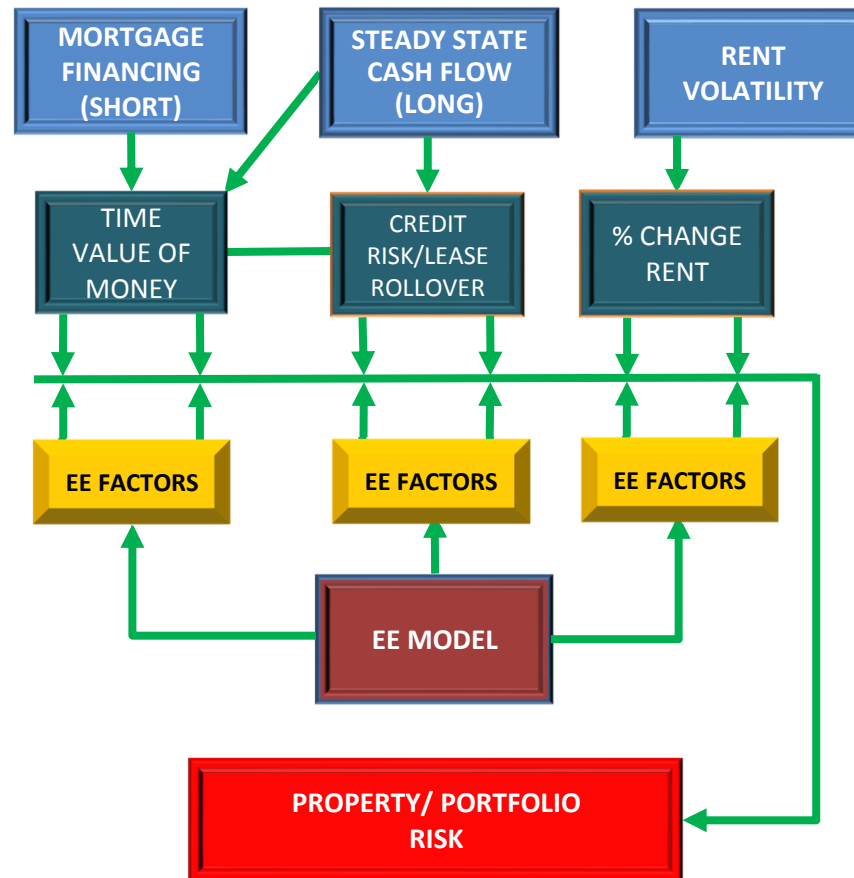 MORTGAGE
FINANCING
(SHORT)
STEADY STATE
CASH FLOW
(LONG)
RENT
VOLATILITY
TIME
VALUE OF
MONEY
CREDIT
RISK/LEASE
ROLLOVER
% CHANGE
RENT
EE FACTORS
EE FACTORS
EE FACTORS
EE MODEL
PROPERTY/ PORTFOLIO
RISK